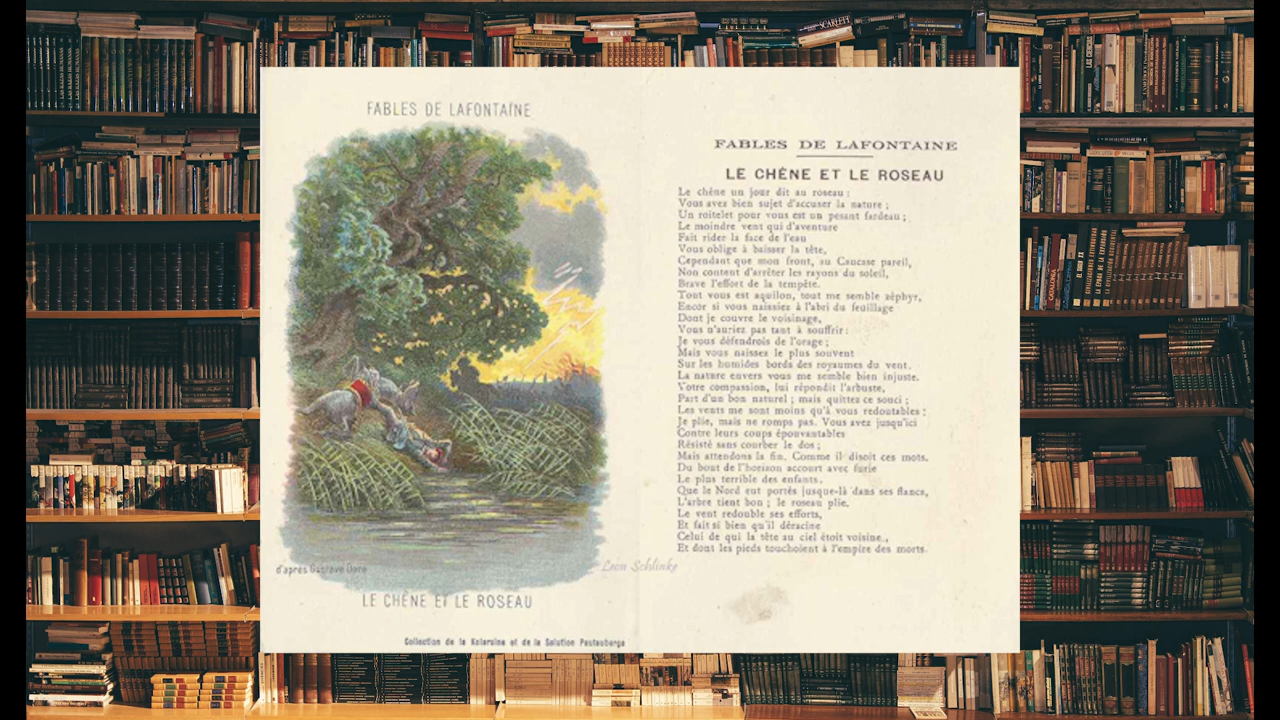 FABLES DE LAFONTAINE
d'après Gustave Doré
LE CHÊNE ET LE ROSEAU
Collection de la Kolarsine et de la Solution Pautauberge
Leon Schlinke
FABLES DE LAFONTAINE
LE CHÊNE ET LE ROSEAU
Le chêne un jour dit au roseau :
Vous avez bien sujet d'accuser la nature ;
Un roitelet pour vous est un pesant fardeau ;
Le moindre vent qui d'aventure
Fait rider la face de l'eau
Vous oblige à baisser la tête,
Cependant que mon front, au Caucase pareil,
Non content d'arrêter les rayons du soleil,
Brave l'effort de la tempête.
Tout vous est aquilon, tout me semble zéphyr,
Encor si vous naissiez à l'abri du feuillage
Dont je couvre le voisinage,
Vous n'auriez pas tant à souffrir :
Je vous défendrois de l'orage ;
Mais vous naissez le plus souvent
Sur les humides bords des royaumes du vent.
La nature envers vous me semble bien injuste.
Votre compassion, lui répondit l'arbuste,
Part d'un bon naturel ; mais quittez ce souci ;
Les vents me sont moins qu'à vous redoutables ;
Je plie, mais ne romps pas. Vous avez jusqu'ici
Contre leurs coups épouvantables
Résisté sans courber le dos ;
Mais attendons la fin. Comme il disoit ces mots,
Du bout de l'horizon accourt avec furie
Le plus terrible des enfants.
Que le Nord eut portés jusque-là dans ses flancs,
L'arbre tient bon ; le roseau plie,
Le vent redouble ses efforts,
Et fait si bien qu'il déracine
Celui de qui la tête au ciel étoit voisine.,
Et dont les pieds touchoient à l'empire des morts.